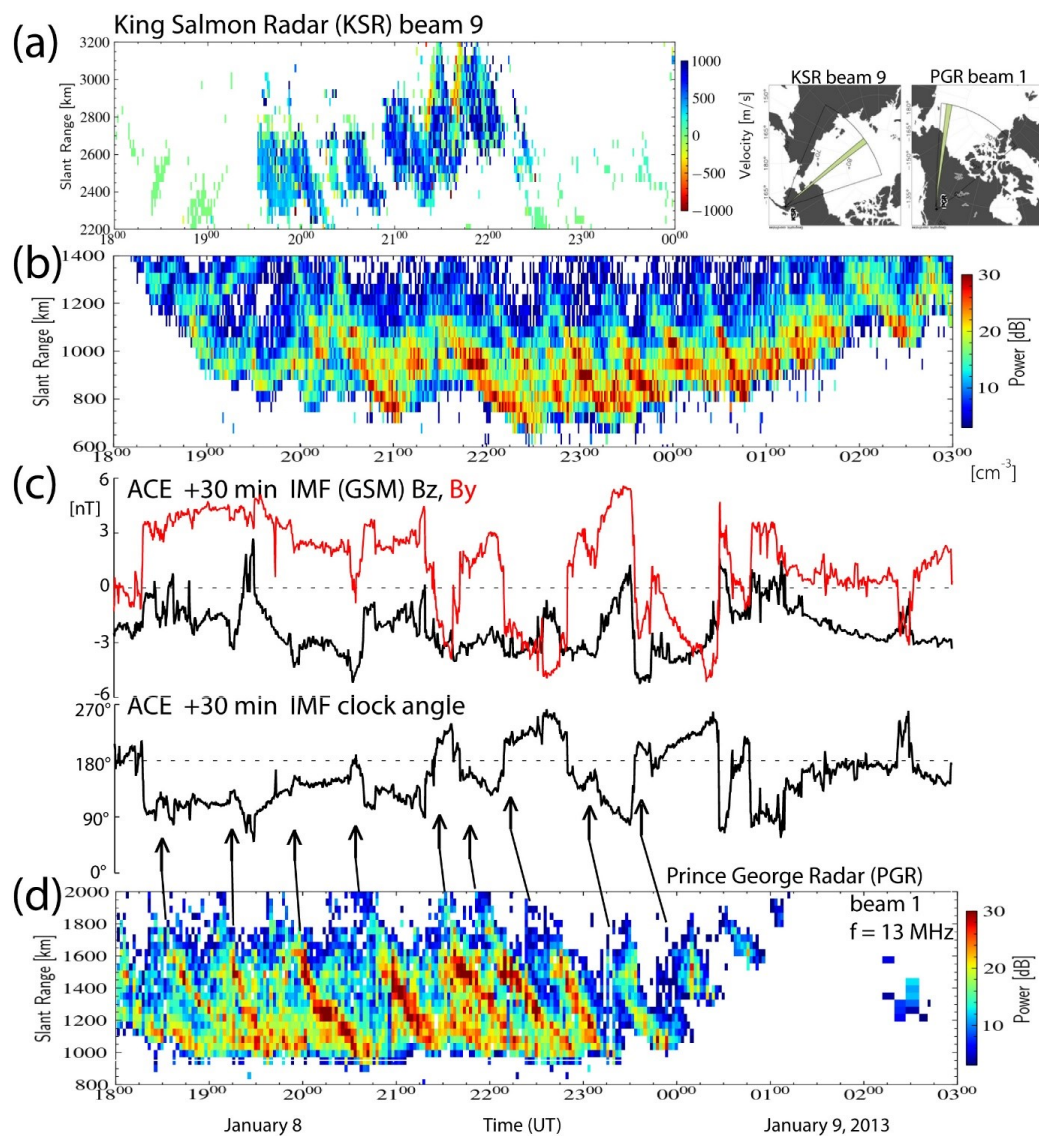 King Salmon Radar (KSR) beam 9
(a)
3200
3000
2800
2600
2400
2200
Slant Range [km]
18⁰⁰ 19⁰⁰ 20⁰⁰ 21⁰⁰ 22⁰⁰ 23⁰⁰ 00⁰⁰
1000
500
0
−500
−1000
Velocity [m/s]
KSR beam 9
PGR beam 1
(b)
1400
1200
1000
800
600
Slant Range [km]
18⁰⁰ 19⁰⁰ 20⁰⁰ 21⁰⁰ 22⁰⁰ 23⁰⁰ 00⁰⁰ 01⁰⁰ 02⁰⁰ 03⁰⁰
30
20
10
Power [dB]
[cm⁻³]
(c)
ACE +30 min IMF (GSM) Bz, By
[nT]
6
3
0
-3
-6
ACE +30 min IMF clock angle
270°
180°
90°
0°
(d)
Prince George Radar (PGR)
beam 1
f = 13 MHz
2000
1800
1600
1400
1200
1000
800
Slant Range [km]
30
20
10
Power [dB]
18⁰⁰ 19⁰⁰ 20⁰⁰ 21⁰⁰ 22⁰⁰ 23⁰⁰ 00⁰⁰ 01⁰⁰ 02⁰⁰ 03⁰⁰
January 8 Time (UT) January 9, 2013